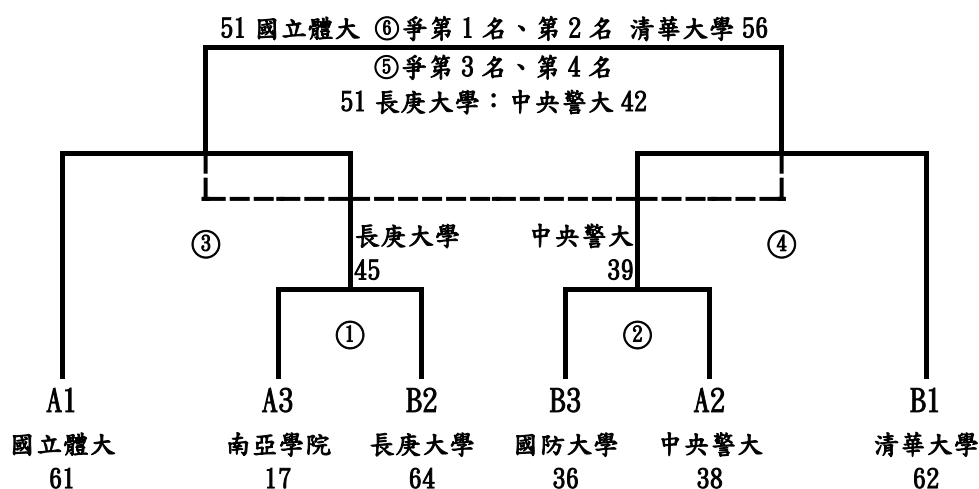 51 國立體大 ⑥爭第 1 名、第 2 名 清華大學 56
⑤爭第 3 名、第 4 名
51 長庚大學：中央警大 42
③
長庚大學
45
中央警大
39
④
①
②
A1
A3
B2
B3
A2
B1
國立體大
南亞學院
長庚大學
國防大學
中央警大
清華大學
61
17
64
36
38
62